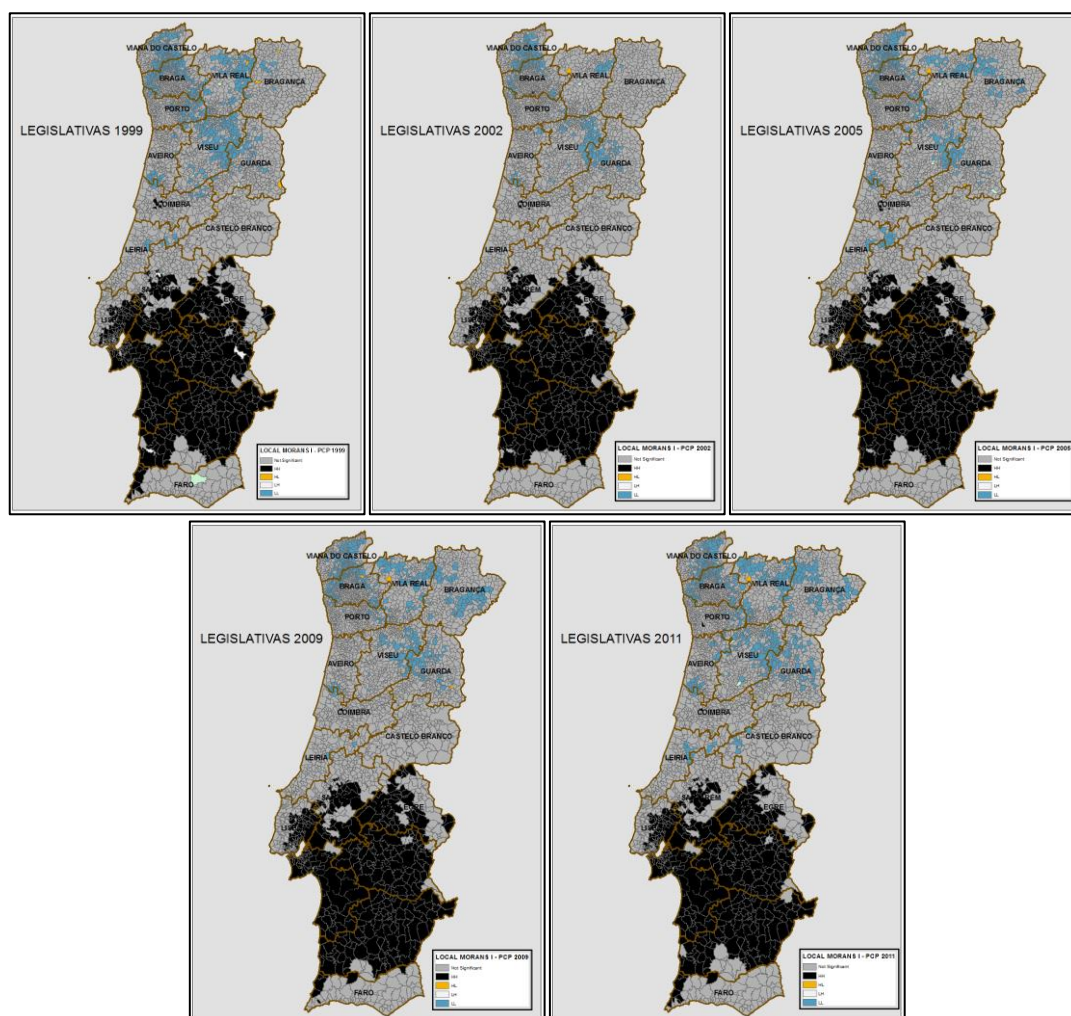 LEGISLATIVAS 1999
VIANA DO CASTELO
BRAGA
VILA REAL
BRAGANÇA
PORTO
AVEIRO
VISEU
GUARDA
COIMBRA
CASTELO BRANCO
LEIRIA
FARO
LOCAL MORANS I - PCP 1999
Not Significant
HH
HL
LH
LL
LEGISLATIVAS 2002
VIANA DO CASTELO
BRAGA
VILA REAL
BRAGANÇA
PORTO
AVEIRO
VISEU
GUARDA
COIMBRA
CASTELO BRANCO
LEIRIA
FARO
LOCAL MORANS I - PCP 2002
Not Significant
HH
HL
LH
LL
LEGISLATIVAS 2005
VIANA DO CASTELO
BRAGA
VILA REAL
BRAGANÇA
PORTO
AVEIRO
VISEU
GUARDA
COIMBRA
CASTELO BRANCO
LEIRIA
FARO
LOCAL MORANS I - PCP 2005
Not Significant
HH
HL
LH
LL
LEGISLATIVAS 2009
VIANA DO CASTELO
BRAGA
VILA REAL
BRAGANÇA
PORTO
AVEIRO
VISEU
GUARDA
COIMBRA
CASTELO BRANCO
LEIRIA
FARO
LOCAL MORANS I - PCP 2009
Not Significant
HH
HL
LH
LL
LEGISLATIVAS 2011
VIANA DO CASTELO
BRAGA
VILA REAL
BRAGANÇA
PORTO
AVEIRO
VISEU
GUARDA
COIMBRA
CASTELO BRANCO
LEIRIA
FARO
LOCAL MORANS I - PCP 2011
Not Significant
HH
HL
LH
LL